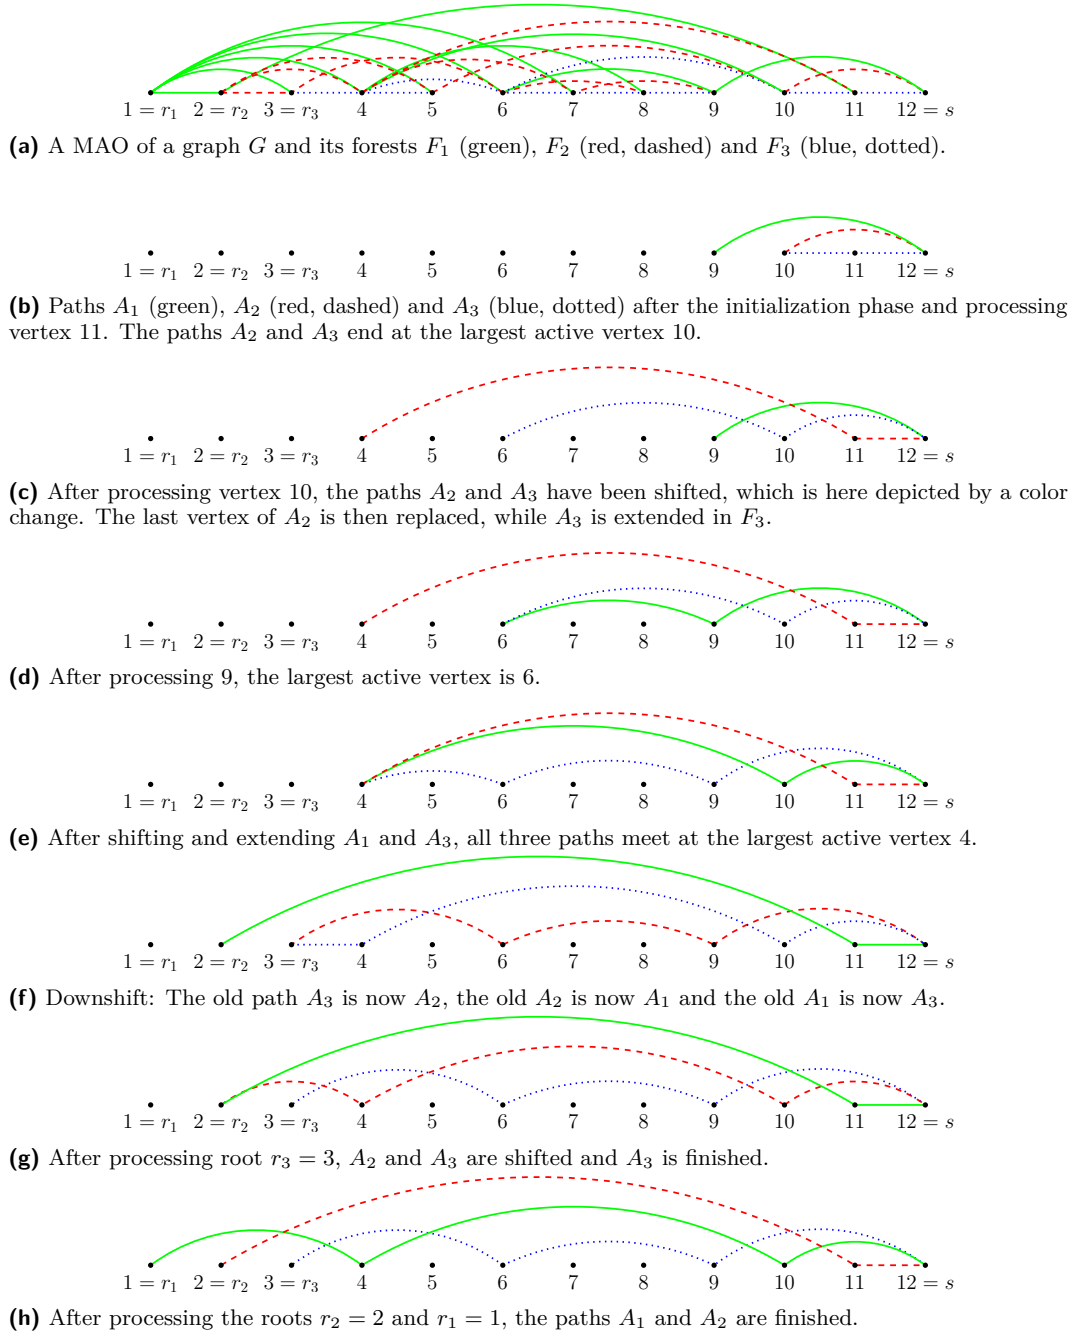 1 = r₁ 2 = r₂ 3 = r₃ 4 5 6 7 8 9 10 11 12 = s
(a) A MAO of a graph G and its forests F₁ (green), F₂ (red, dashed) and F₃ (blue, dotted).
1 = r₁ 2 = r₂ 3 = r₃ 4 5 6 7 8 9 10 11 12 = s
(b) Paths A₁ (green), A₂ (red, dashed) and A₃ (blue, dotted) after the initialization phase and processing
vertex 11. The paths A₂ and A₃ end at the largest active vertex 10.
1 = r₁ 2 = r₂ 3 = r₃ 4 5 6 7 8 9 10 11 12 = s
(c) After processing vertex 10, the paths A₂ and A₃ have been shifted, which is here depicted by a color
change. The last vertex of A₂ is then replaced, while A₃ is extended in F₃.
1 = r₁ 2 = r₂ 3 = r₃ 4 5 6 7 8 9 10 11 12 = s
(d) After processing 9, the largest active vertex is 6.
1 = r₁ 2 = r₂ 3 = r₃ 4 5 6 7 8 9 10 11 12 = s
(e) After shifting and extending A₁ and A₃, all three paths meet at the largest active vertex 4.
1 = r₁ 2 = r₂ 3 = r₃ 4 5 6 7 8 9 10 11 12 = s
(f) Downshift: The old path A₃ is now A₂, the old A₂ is now A₁ and the old A₁ is now A₃.
1 = r₁ 2 = r₂ 3 = r₃ 4 5 6 7 8 9 10 11 12 = s
(g) After processing root r₃ = 3, A₂ and A₃ are shifted and A₃ is finished.
1 = r₁ 2 = r₂ 3 = r₃ 4 5 6 7 8 9 10 11 12 = s
(h) After processing the roots r₂ = 2 and r₁ = 1, the paths A₁ and A₂ are finished.